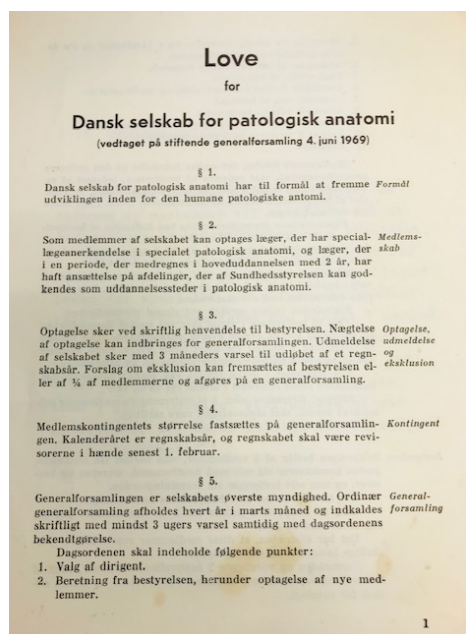 Love
for
Dansk selskab for patologisk anatomi
(vedtaget på stiftende generalforsamling 4. juni 1969)
§ 1.
Dansk selskab for patologisk anatomi har til formål at fremme Formål
udviklingen inden for den humane patologiske antomi.
§ 2.
Som medlemmer af selskabet kan optages læger, der har special- Medlems-
lægeanerkendelse i specialet patologisk anatomi, og læger, der skab
i en periode, der medregnes i hoveduddannelsen med 2 år, har
haft ansættelse på afdelinger, der af Sundhedsstyrelsen kan god-
kendes som uddannelsessteder i patologisk anatomi.
§ 3.
Optagelse sker ved skriftlig henvendelse til bestyrelsen. Nægtelse Optagelse,
af optagelse kan indbringes for generalforsamlingen. Udmeldelse udmeldelse
af selskabet sker med 3 måneders varsel til udløbet af et regn- og
skabsår. Forslag om eksklusion kan fremsættes af bestyrelsen el- eksklusion
ler af ¾ af medlemmerne og afgøres på en generalforsamling.
§ 4.
Medlemskontingentets størrelse fastsættes på generalforsamlin- Kontingent
gen. Kalenderåret er regnskabsår, og regnskabet skal være revi-
sorerne i hænde senest 1. februar.
§ 5.
Generalforsamlingen er selskabets øverste myndighed. Ordinær General-
generalforsamling afholdes hvert år i marts måned og indkaldes forsamling
skriftligt med mindst 3 ugers varsel samtidig med dagsordenens
bekendtgørelse.
Dagsordenen skal indeholde følgende punkter:
1. Valg af dirigent.
2. Beretning fra bestyrelsen, herunder optagelse af nye med-
lemmer.
1